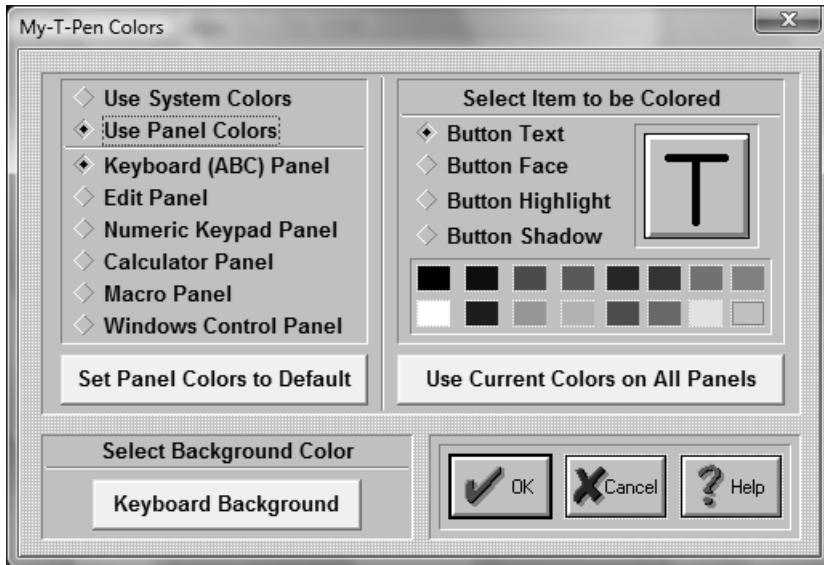 My-T-Pen Colors
Use System Colors
Use Panel Colors
Keyboard (ABC) Panel
Edit Panel
Numeric Keypad Panel
Calculator Panel
Macro Panel
Windows Control Panel
Set Panel Colors to Default
Select Item to be Colored
Button Text
Button Face
Button Highlight
Button Shadow
T
Use Current Colors on All Panels
Select Background Color
Keyboard Background
OK
Cancel
Help